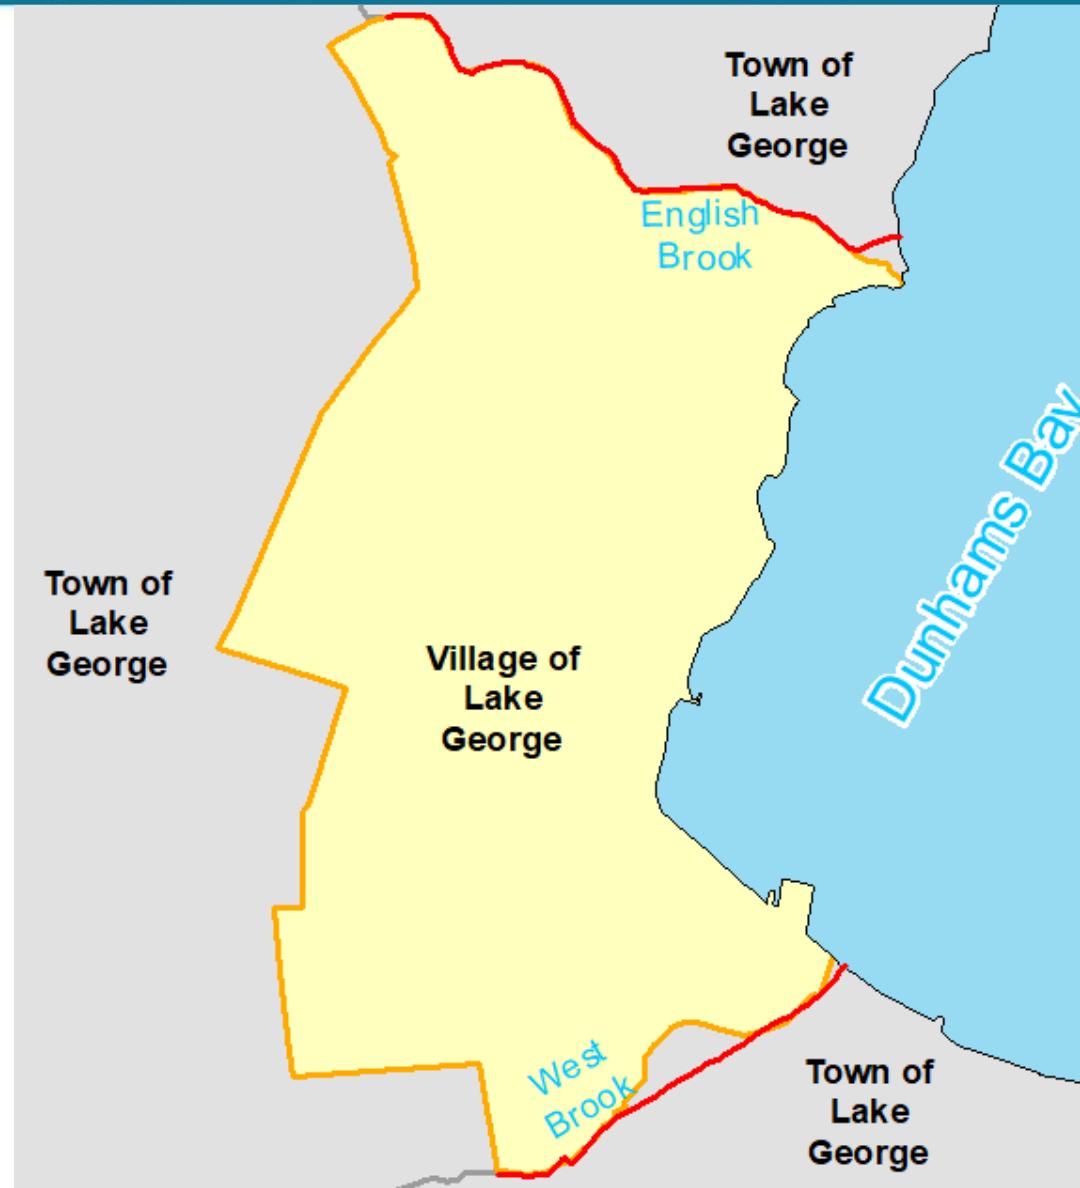 Town of
Lake
George
English
Brook
Dunhams Bay
Town of
Lake
George
Village of
Lake
George
West
Brook
Town of
Lake
George